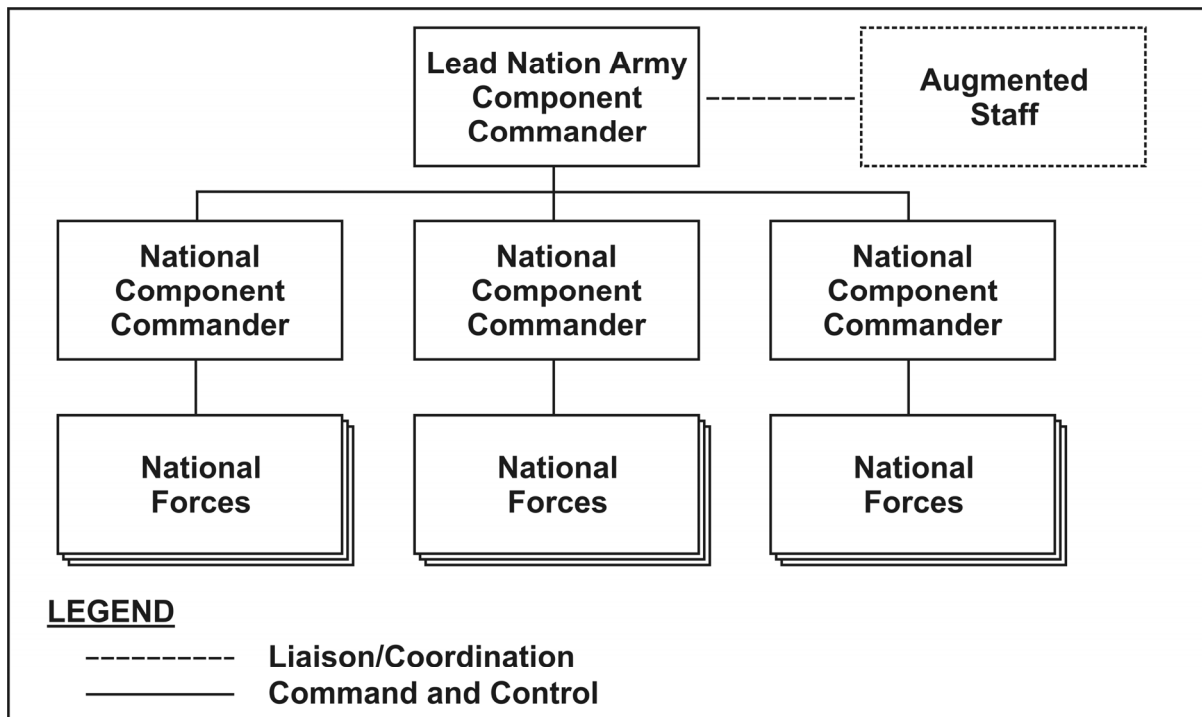 Lead Nation Army
Component
Commander
Augmented
Staff
National
Component
Commander
National
Component
Commander
National
Component
Commander
National
Forces
National
Forces
National
Forces
LEGEND
Liaison/Coordination
Command and Control